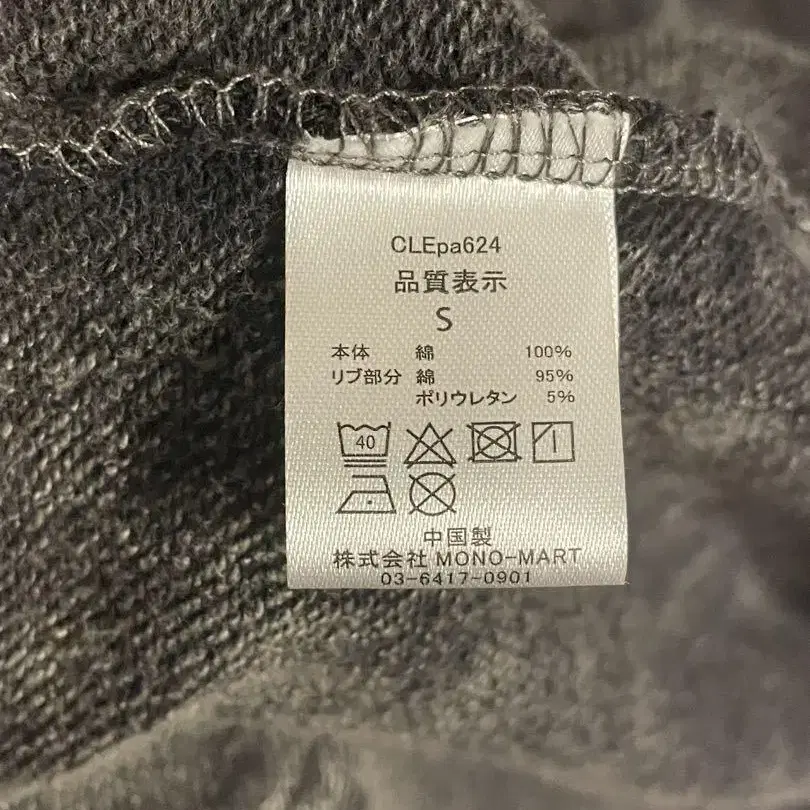 CLEpa624
品質表示
S
本体 綿 100%
リブ部分 綿 95%
ポリウレタン 5%
40
中国製
株式会社 MONO-MART
03-6417-0901